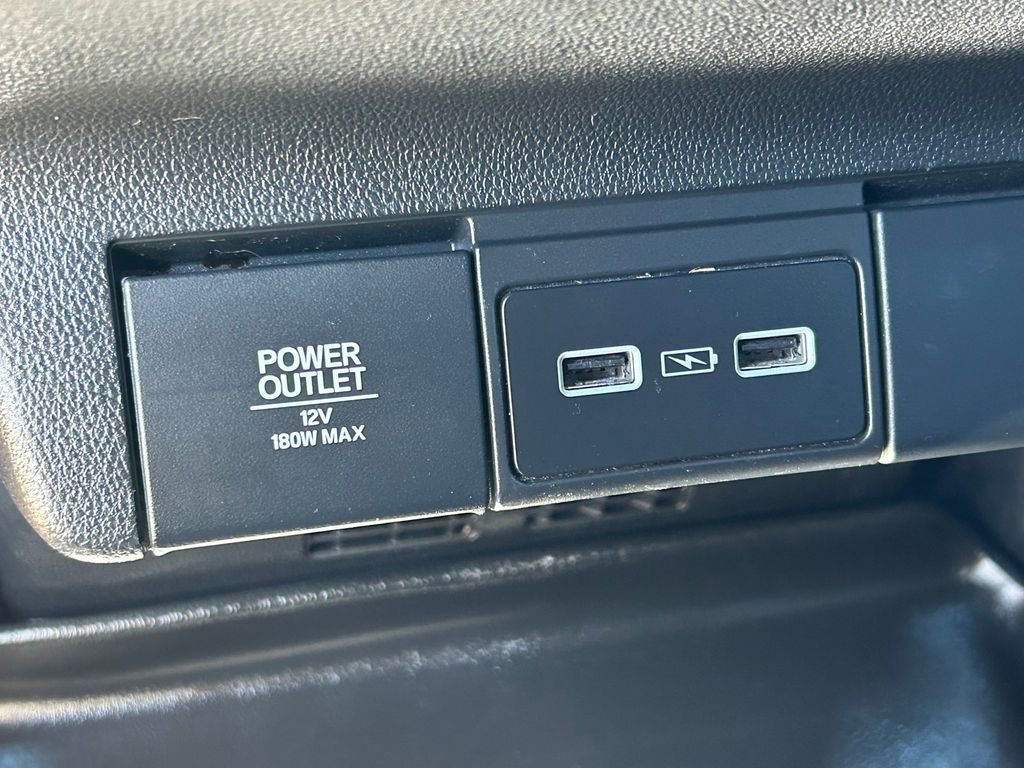 POWER
OUTLET
12V
180W MAX